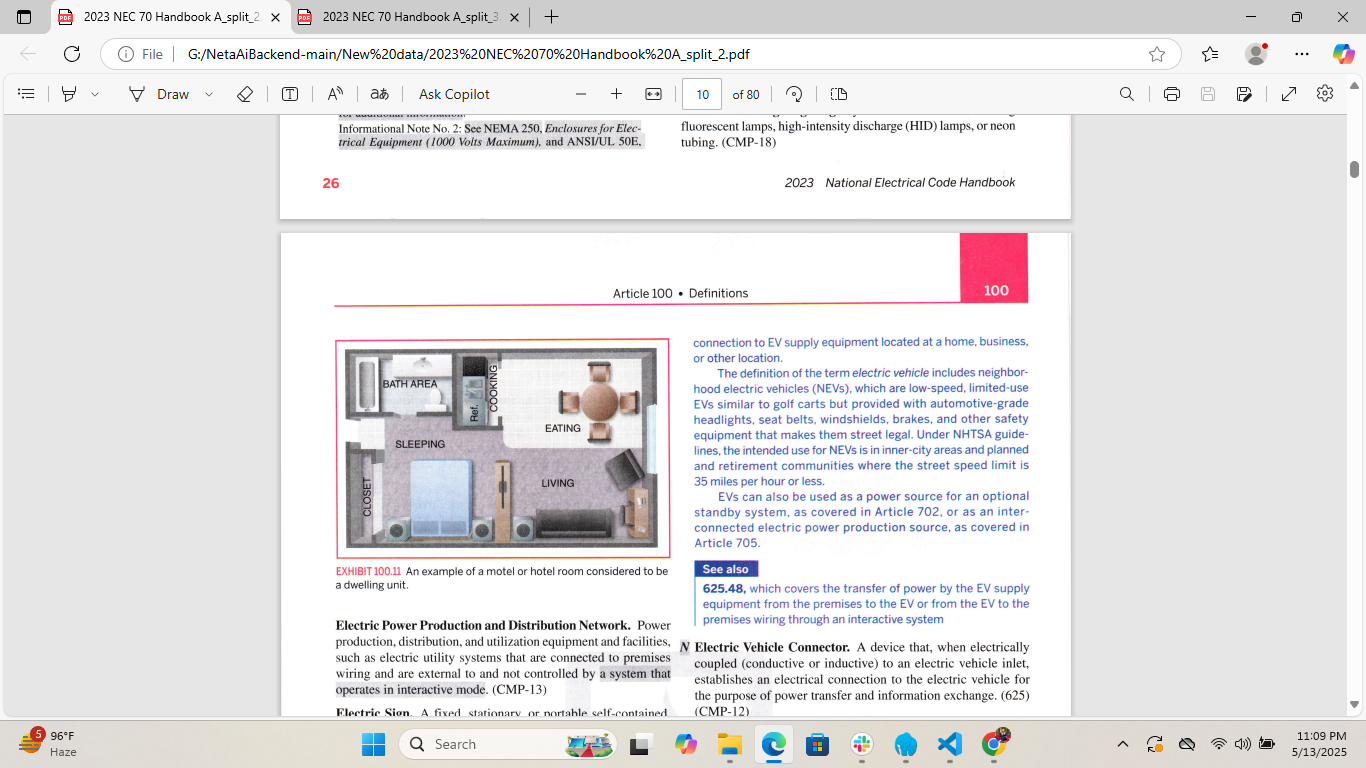 2023 NEC 70 Handbook A_split_2.
2023 NEC 70 Handbook A_split_3.
File
G:/NetaAiBackend-main/New%20data/2023%20NEC%2070%20Handbook%20A_split_2.pdf
Draw
Ask Copilot
10 of 80
for additional information.
Informational Note No. 2: See NEMA 250, Enclosures for Elec-
trical Equipment (1000 Volts Maximum), and ANSI/UL 50E,
fluorescent lamps, high-intensity discharge (HID) lamps, or neon
tubing. (CMP-18)
26
2023 National Electrical Code Handbook
Article 100 • Definitions
100
BATH AREA
Ref.
COOKING
EATING
SLEEPING
CLOSET
LIVING
EXHIBIT 100.11 An example of a motel or hotel room considered to be
a dwelling unit.
Electric Power Production and Distribution Network. Power
production, distribution, and utilization equipment and facilities,
such as electric utility systems that are connected to premises
wiring and are external to and not controlled by a system that
operates in interactive mode. (CMP-13)
Electric Sign. A fixed, stationary, or portable self-contained,
connection to EV supply equipment located at a home, business,
or other location.
The definition of the term electric vehicle includes neighbor-
hood electric vehicles (NEVs), which are low-speed, limited-use
EVs similar to golf carts but provided with automotive-grade
headlights, seat belts, windshields, brakes, and other safety
equipment that makes them street legal. Under NHTSA guide-
lines, the intended use for NEVs is in inner-city areas and planned
and retirement communities where the street speed limit is
35 miles per hour or less.
EVs can also be used as a power source for an optional
standby system, as covered in Article 702, or as an inter-
connected electric power production source, as covered in
Article 705.
See also
625.48, which covers the transfer of power by the EV supply
equipment from the premises to the EV or from the EV to the
premises wiring through an interactive system
N Electric Vehicle Connector. A device that, when electrically
coupled (conductive or inductive) to an electric vehicle inlet,
establishes an electrical connection to the electric vehicle for
the purpose of power transfer and information exchange. (625)
(CMP-12)
5
96°F
Haze
Search
11:09 PM
5/13/2025